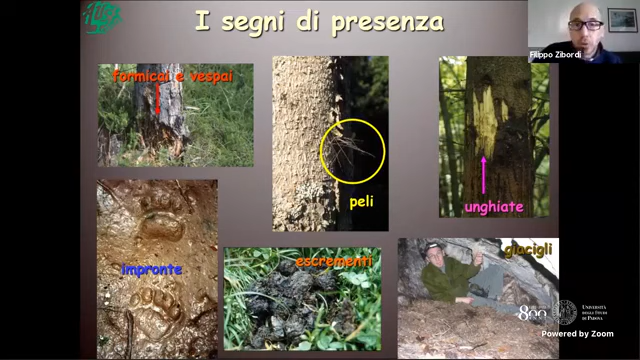 I segni di presenza
Filippo Zibordi
formicai e vespai
peli
unghiate
impronte
escrementi
giacigli
800
Università
degli Studi
di Padova
Powered by Zoom